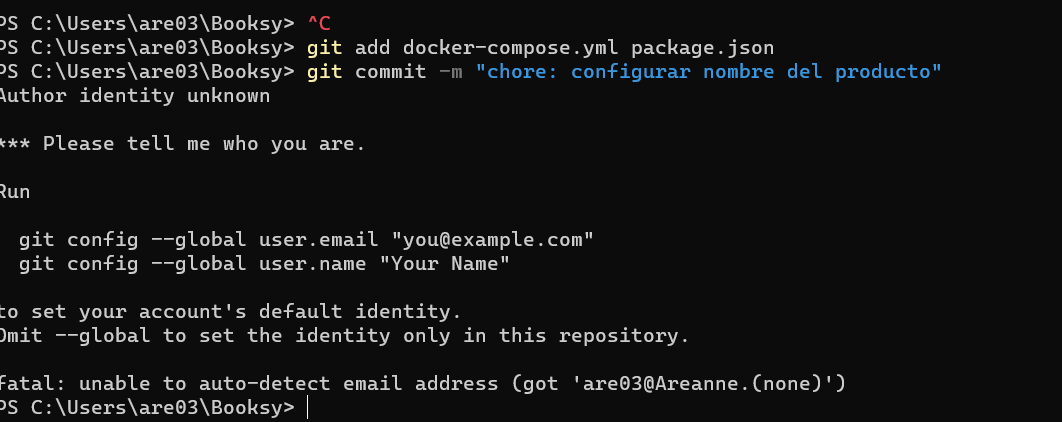 PS C:\Users\are03\Booksy> ^C
PS C:\Users\are03\Booksy> git add docker-compose.yml package.json
PS C:\Users\are03\Booksy> git commit -m "chore: configurar nombre del producto"
Author identity unknown
*** Please tell me who you are.
Run
git config --global user.email "you@example.com"
git config --global user.name "Your Name"
to set your account's default identity.
Omit --global to set the identity only in this repository.
fatal: unable to auto-detect email address (got 'are03@Areanne.(none)')
PS C:\Users\are03\Booksy>